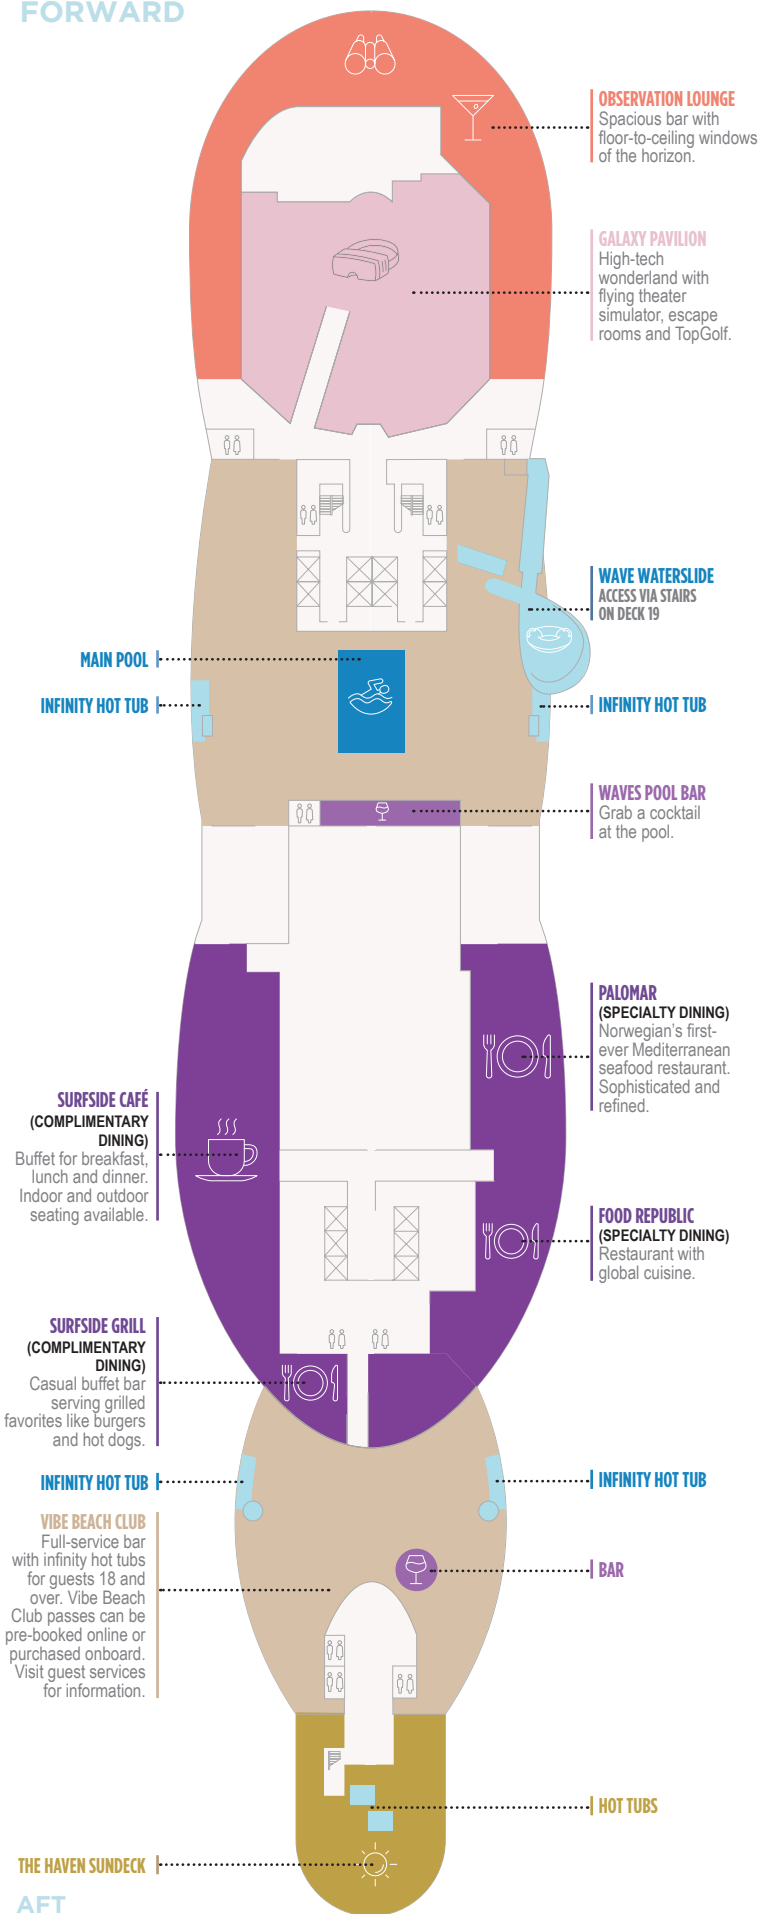 FORWARD
OBSERVATION LOUNGE
Spacious bar with
floor-to-ceiling windows
of the horizon.
GALAXY PAVILION
High-tech
wonderland with
flying theater
simulator, escape
rooms and TopGolf.
WAVE WATERSLIDE
ACCESS VIA STAIRS
ON DECK 19
MAIN POOL
INFINITY HOT TUB
INFINITY HOT TUB
WAVES POOL BAR
Grab a cocktail
at the pool.
PALOMAR
(SPECIALTY DINING)
Norwegian's first-
ever Mediterranean
seafood restaurant.
Sophisticated and
refined.
SURFSIDE CAFÉ
(COMPLIMENTARY
DINING)
Buffet for breakfast,
lunch and dinner.
Indoor and outdoor
seating available.
FOOD REPUBLIC
(SPECIALTY DINING)
Restaurant with
global cuisine.
SURFSIDE GRILL
(COMPLIMENTARY
DINING)
Casual buffet bar
serving grilled
favorites like burgers
and hot dogs.
INFINITY HOT TUB
INFINITY HOT TUB
VIBE BEACH CLUB
Full-service bar
with infinity hot tubs
for guests 18 and
over. Vibe Beach
Club passes can be
pre-booked online or
purchased onboard.
Visit guest services
for information.
BAR
HOT TUBS
THE HAVEN SUNDECK
AFT